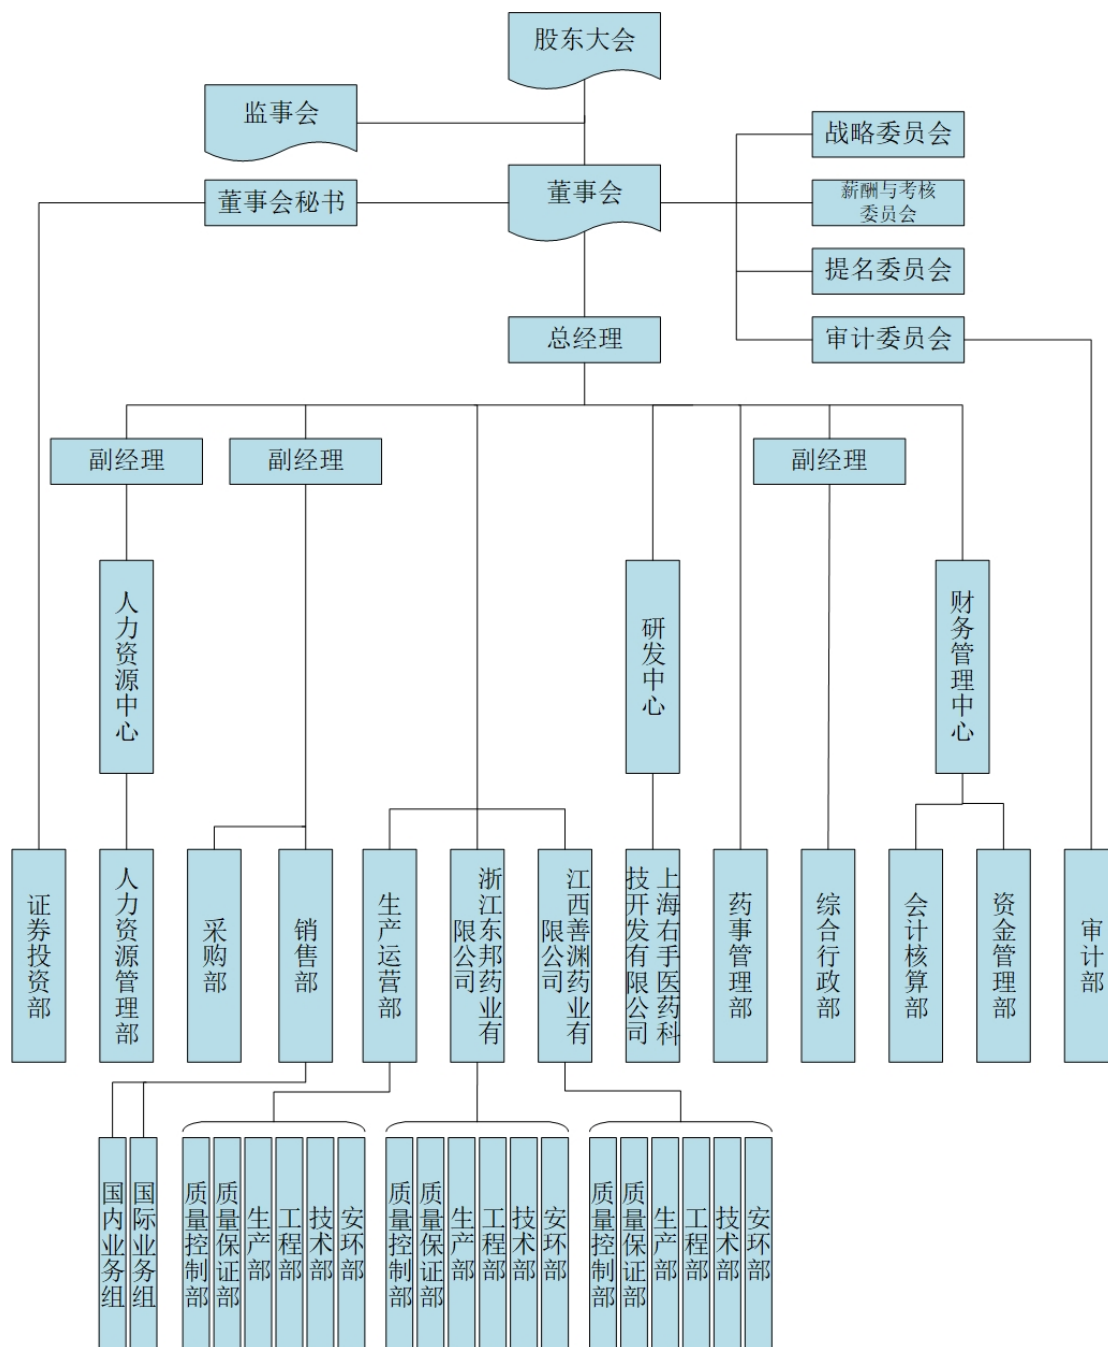 股东大会
监事会
战略委员会
董事会秘书
董事会
薪酬与考核
委员会
提名委员会
总经理
审计委员会
副经理
副经理
副经理
人力资源中心
研发中心
财务管理中心
证券投资部
人力资源管理部
采购部
销售部
生产运营部
浙江东邦药业有
限公司
江西善渊药业有
限公司
上海右手医药科
技开发有限公司
药事管理部
综合行政部
会计核算部
资金管理部
审计部
国内业务组
国际业务组
质量控制部
质量保证部
生产部
工程部
技术部
安环部
质量控制部
质量保证部
生产部
工程部
技术部
安环部
质量控制部
质量保证部
生产部
工程部
技术部
安环部